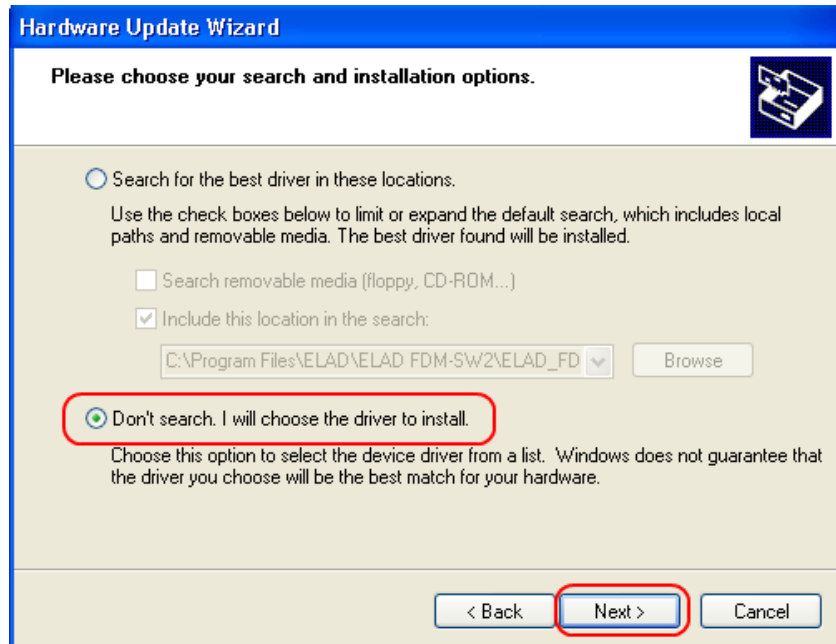 Hardware Update Wizard
Please choose your search and installation options.
Search for the best driver in these locations.
Use the check boxes below to limit or expand the default search, which includes local
paths and removable media. The best driver found will be installed.
Search removable media (floppy, CD-ROM...)
Include this location in the search:
C:\Program Files\ELAD\ELAD FDM-SW2\ELAD_FD
Browse
Don't search. I will choose the driver to install.
Choose this option to select the device driver from a list. Windows does not guarantee that
the driver you choose will be the best match for your hardware.
< Back Next > Cancel